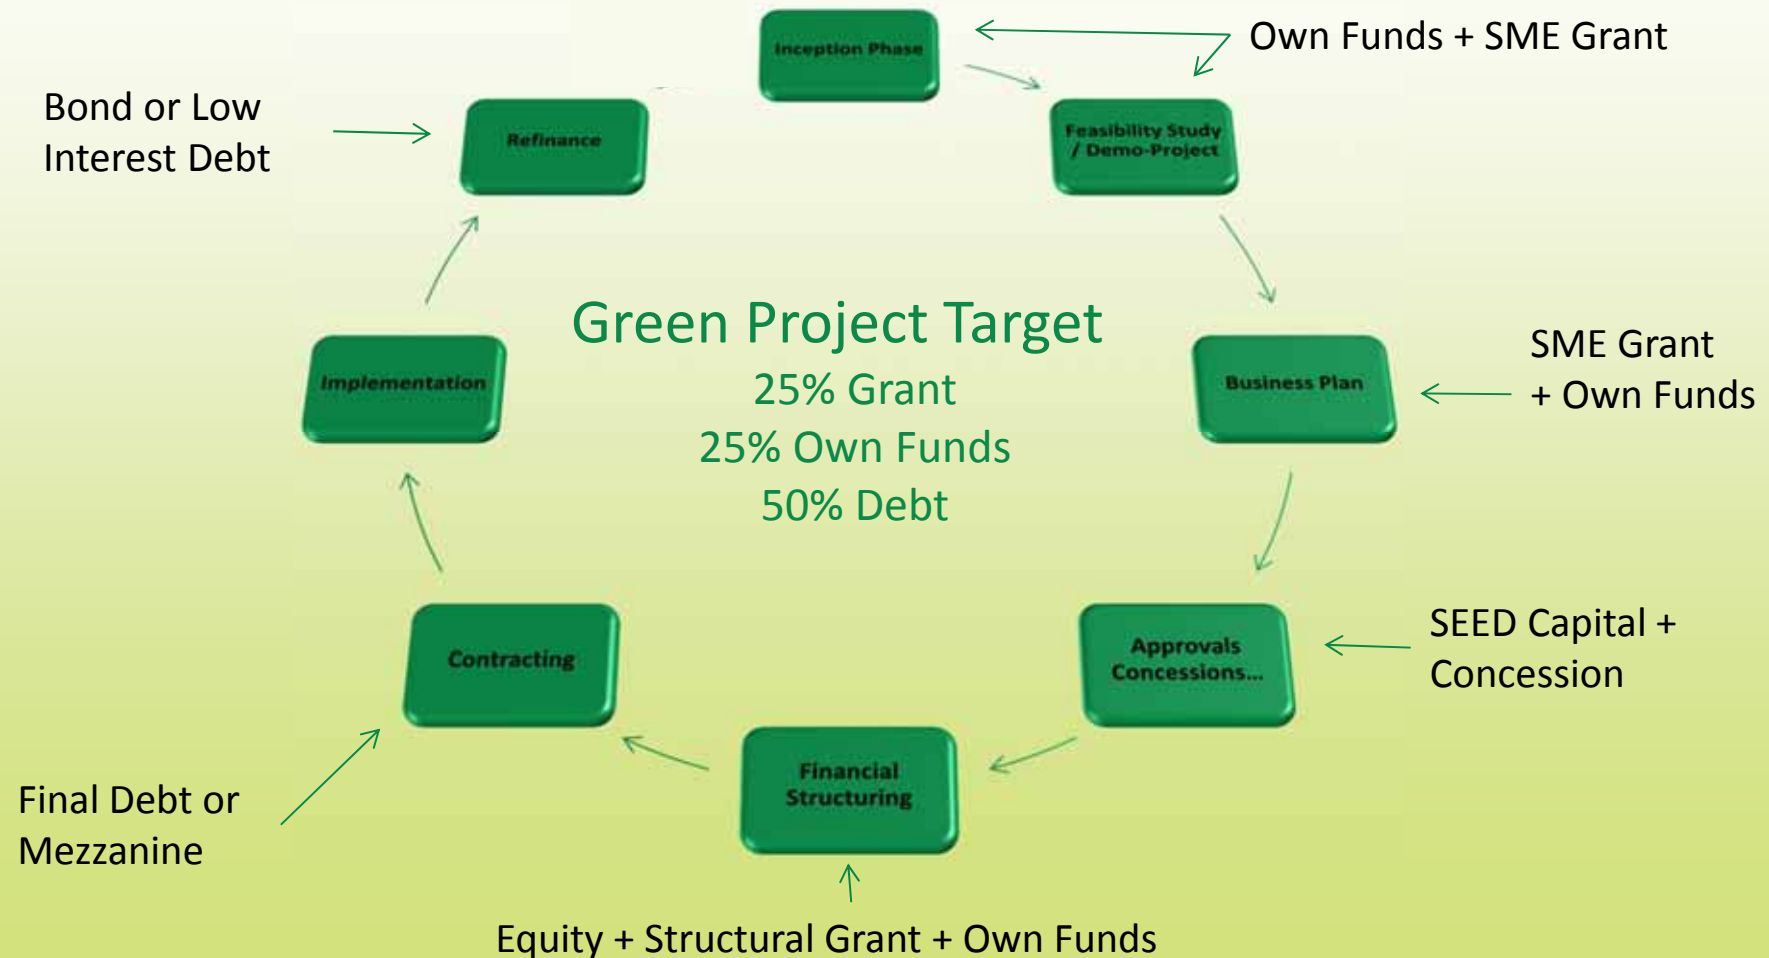 Inception Phase
Own Funds + SME Grant
Bond or Low
Interest Debt
Refinance
Feasibility Study
/ Demo-Project
Green Project Target
25% Grant
25% Own Funds
50% Debt
Implementation
Business Plan
SME Grant
+ Own Funds
Contracting
Approvals
Concessions...
SEED Capital +
Concession
Financial
Structuring
Final Debt or
Mezzanine
Equity + Structural Grant + Own Funds